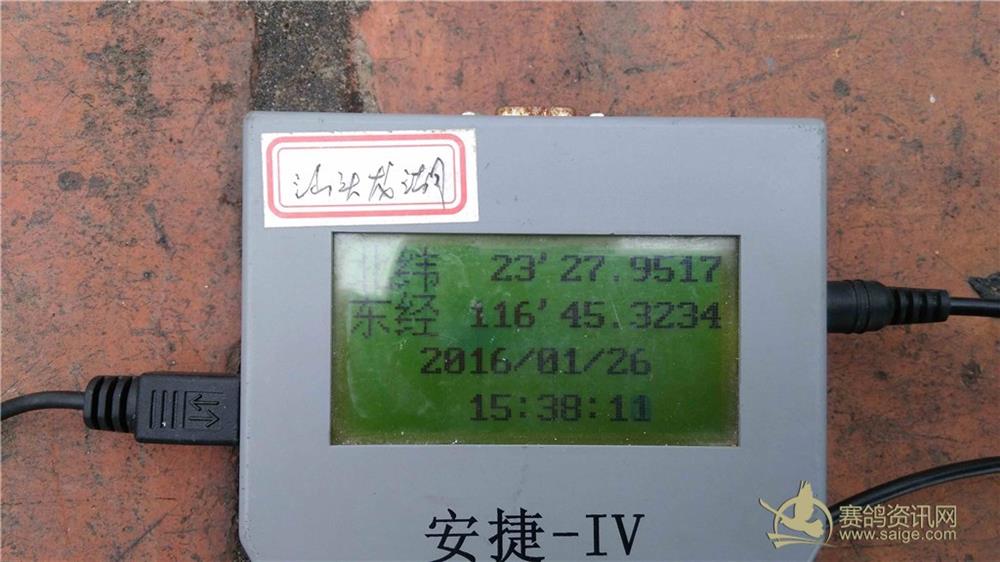 汕头龙湖
北纬 23'27.9517
东经 116'45.3234
2016/01/26
15:38:11
安捷-IV
赛鸽资讯网
www.saige.com